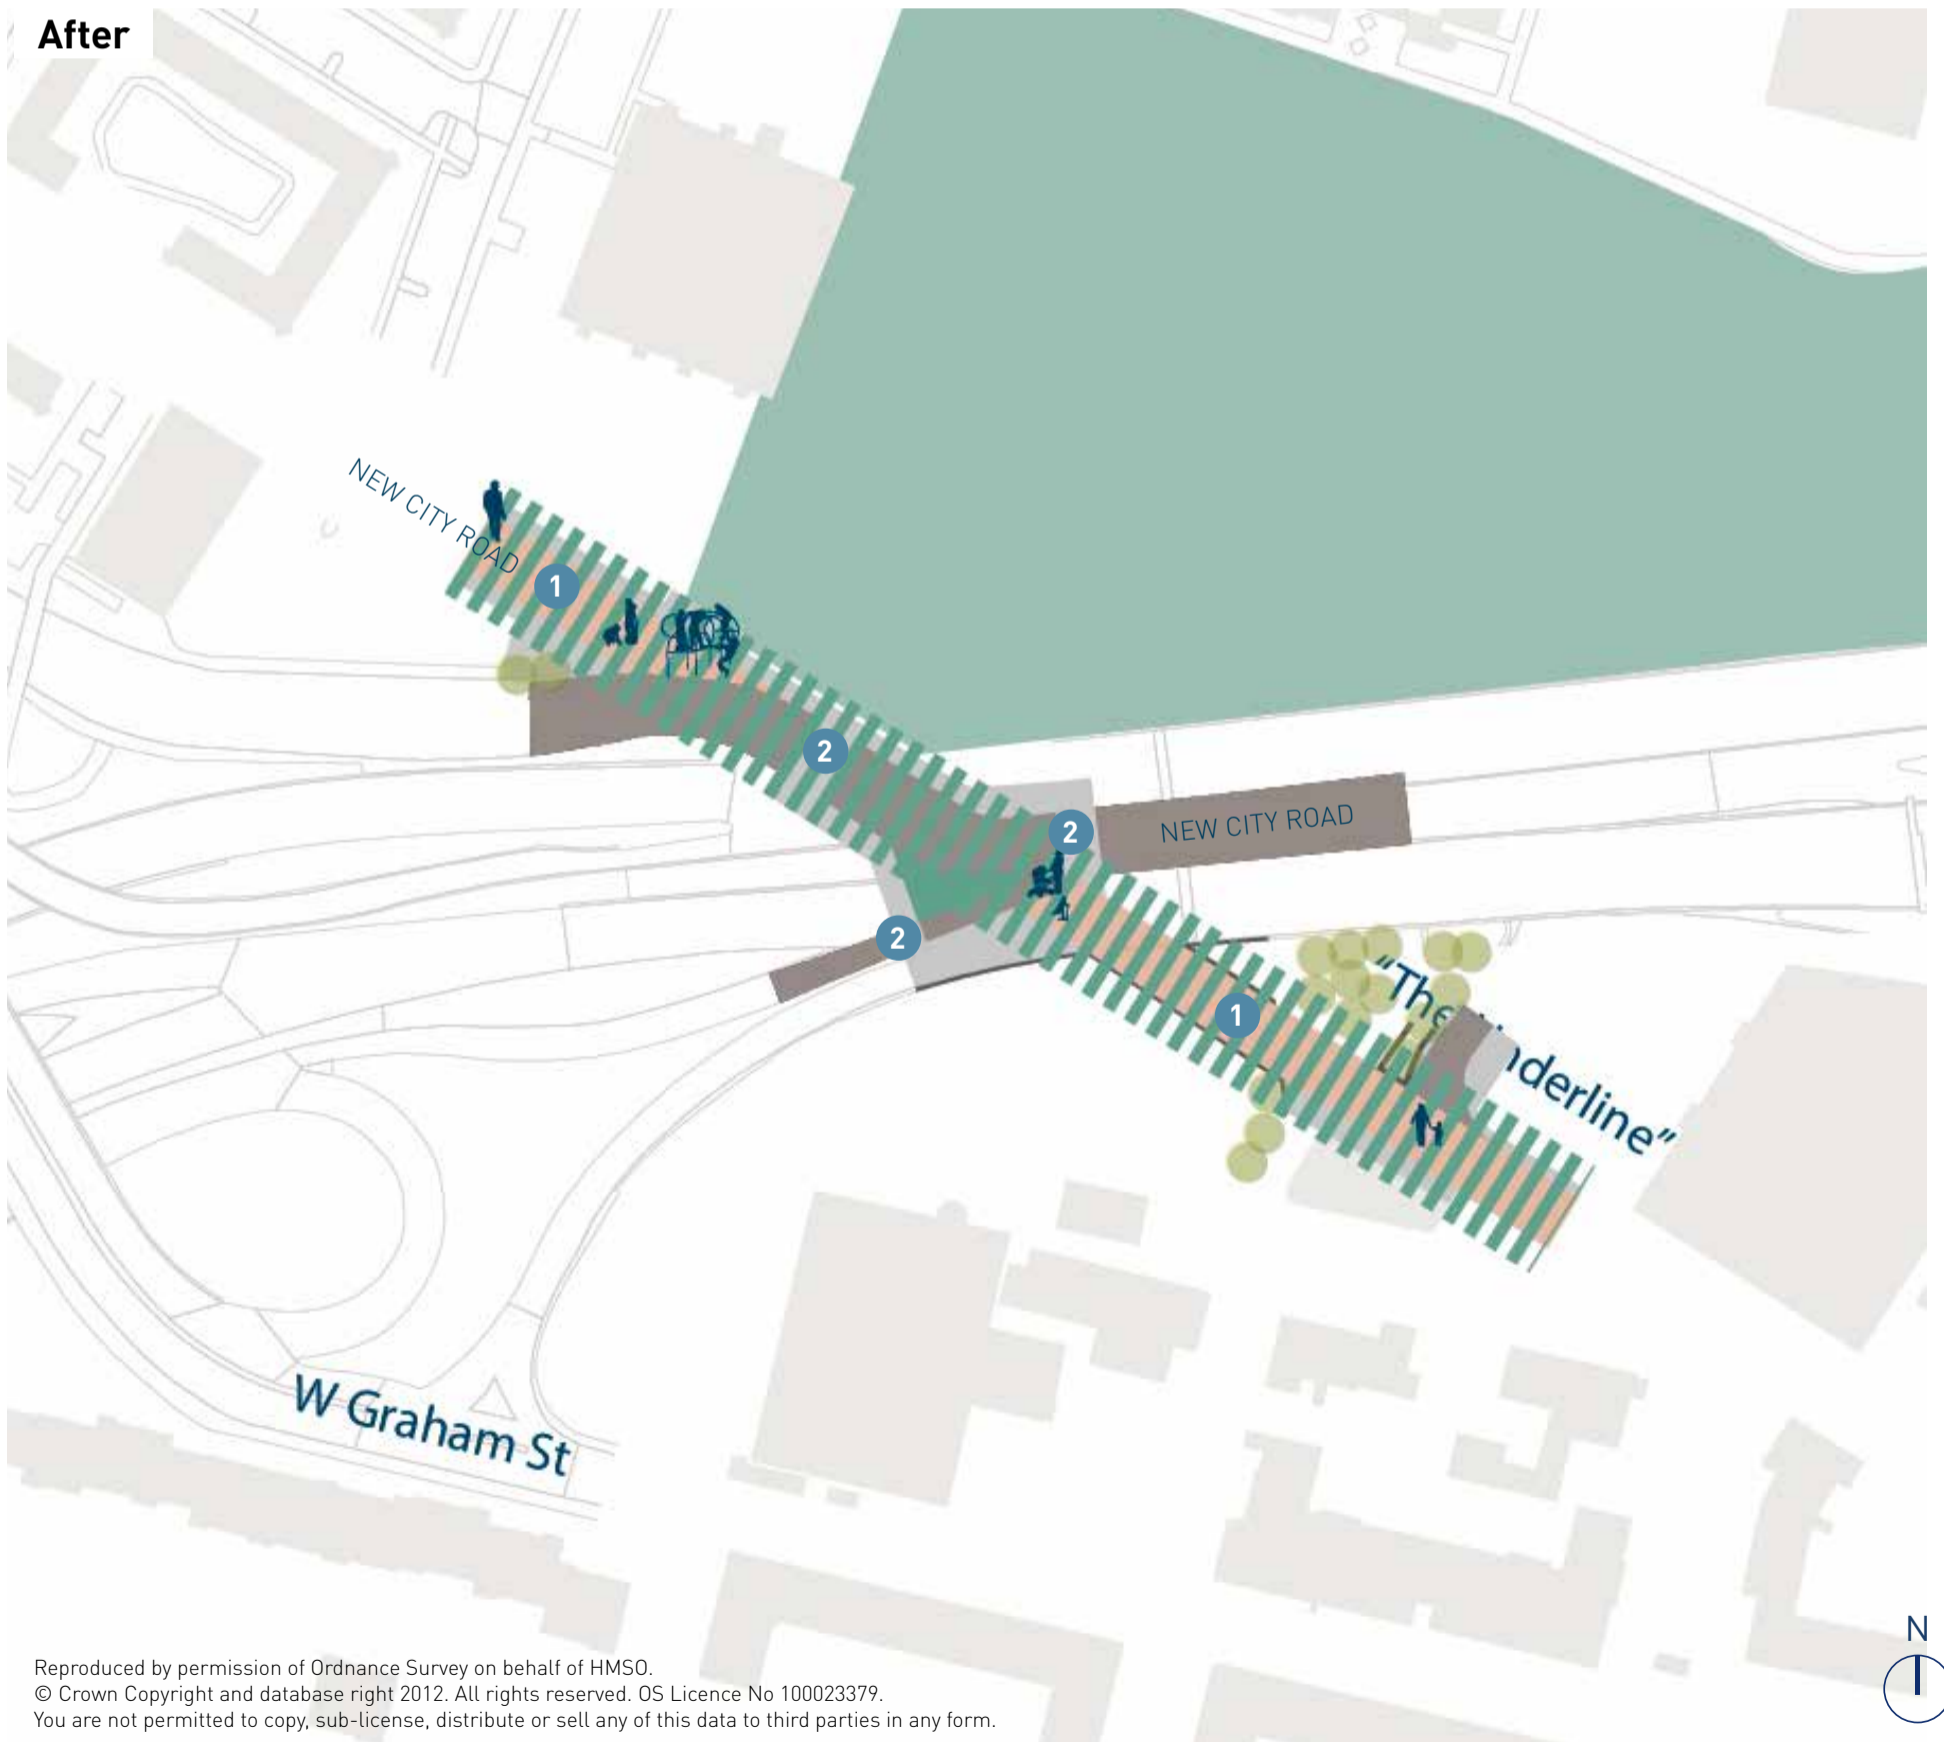 After
NEW CITY ROAD
1
2
2
NEW CITY ROAD
2
1
"The Underline"
W Graham St
N
Reproduced by permission of Ordnance Survey on behalf of HMSO.
© Crown Copyright and database right 2012. All rights reserved. OS Licence No 100023379.
You are not permitted to copy, sub-license, distribute or sell any of this data to third parties in any form.